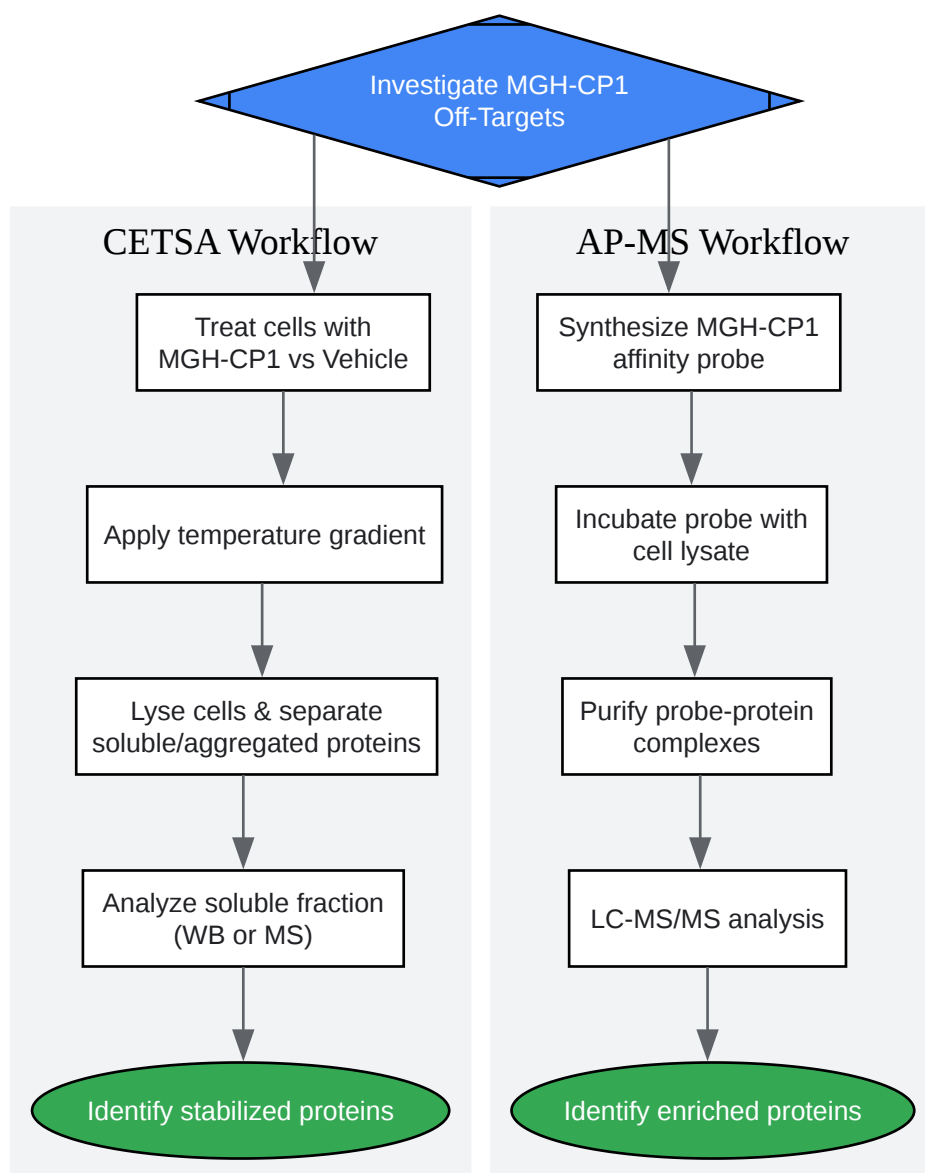 Investigate MGH-CP1
Off-Targets
CETSA Workflow
Treat cells with
MGH-CP1 vs Vehicle
Apply temperature gradient
Lyse cells & separate
soluble/aggregated proteins
Analyze soluble fraction
(WB or MS)
Identify stabilized proteins
AP-MS Workflow
Synthesize MGH-CP1
affinity probe
Incubate probe with
cell lysate
Purify probe-protein
complexes
LC-MS/MS analysis
Identify enriched proteins